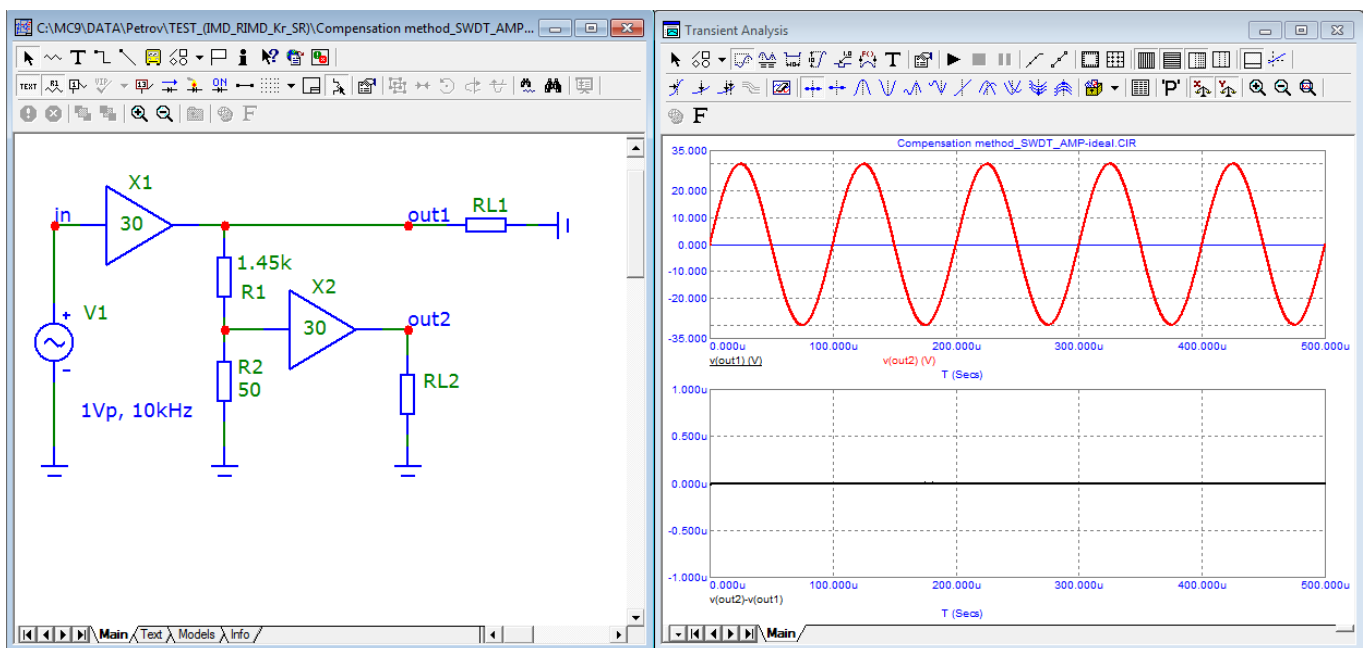 C:\MC9\DATA\Petrov\TEST_(IMD_RIMD_Kr_SR)\Compensation method_SWDT_AMP...
T
TEXT R1 VIP ON
F
X1
in
30
out1
RL1
1.45k
R1
X2
V1
30
out2
+
-
R2
50
RL2
1Vp, 10kHz
Main Text Models Info
Transient Analysis
T
'P'
F
Compensation method_SWDT_AMP-ideal.CIR
35.000
20.000
10.000
0.000
-10.000
-20.000
-35.000
0.000u 100.000u 200.000u 300.000u 400.000u 500.000u
v(out1) (V) v(out2) (V)
T (Secs)
1.000u
0.500u
0.000u
-0.500u
-1.000u
0.000u 100.000u 200.000u 300.000u 400.000u 500.000u
v(out2)-v(out1)
T (Secs)
Main